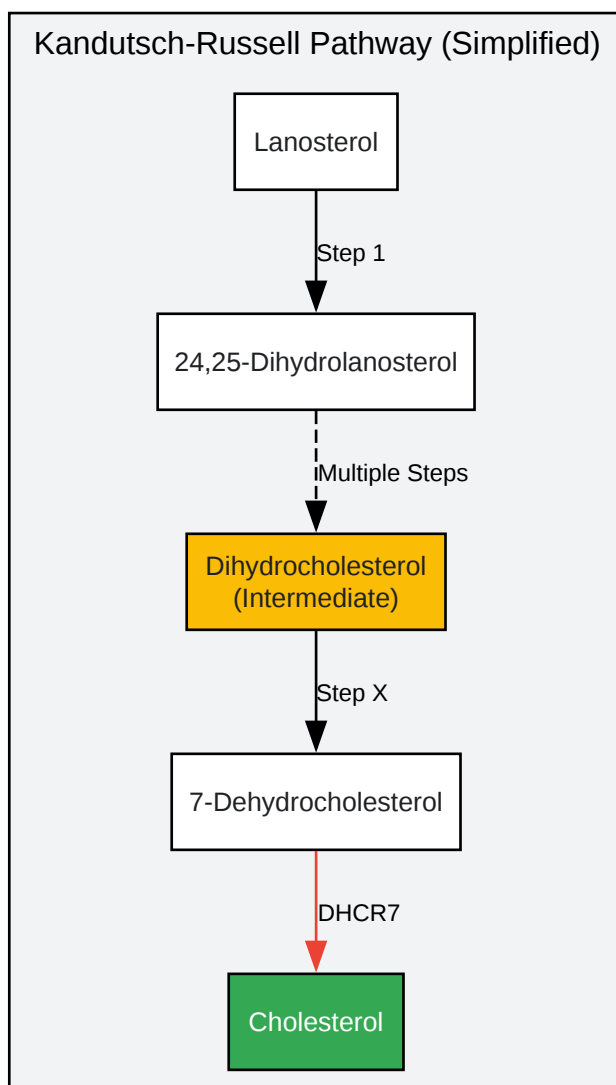 Kandutsch-Russell Pathway (Simplified)
Lanosterol
Step 1
24,25-Dihydrolanosterol
Multiple Steps
Dihydrocholesterol
(Intermediate)
Step X
7-Dehydrocholesterol
DHCR7
Cholesterol